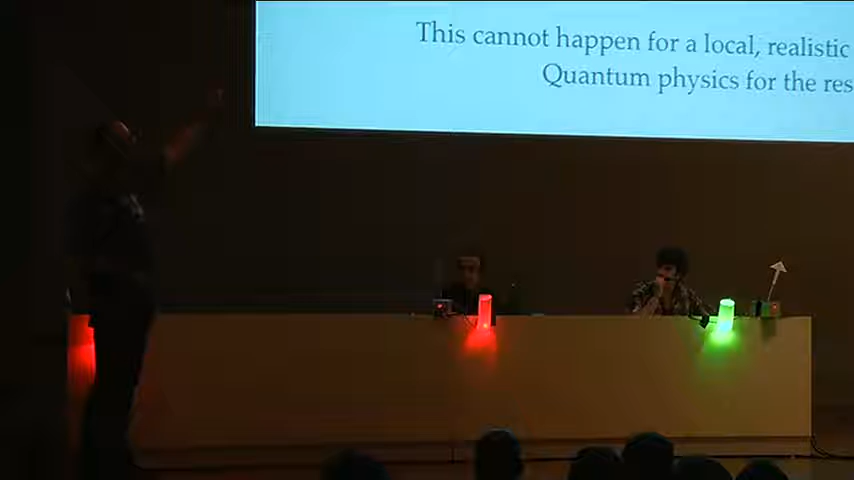 This cannot happen for a local, realistic
Quantum physics for the res